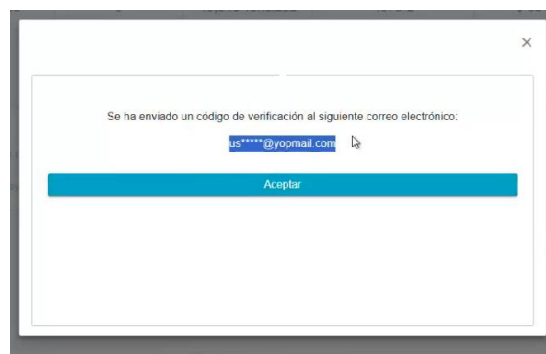 Se ha enviado un código de verificación al siguiente correo electrónico:
us*****@yopmail.com
Aceptar